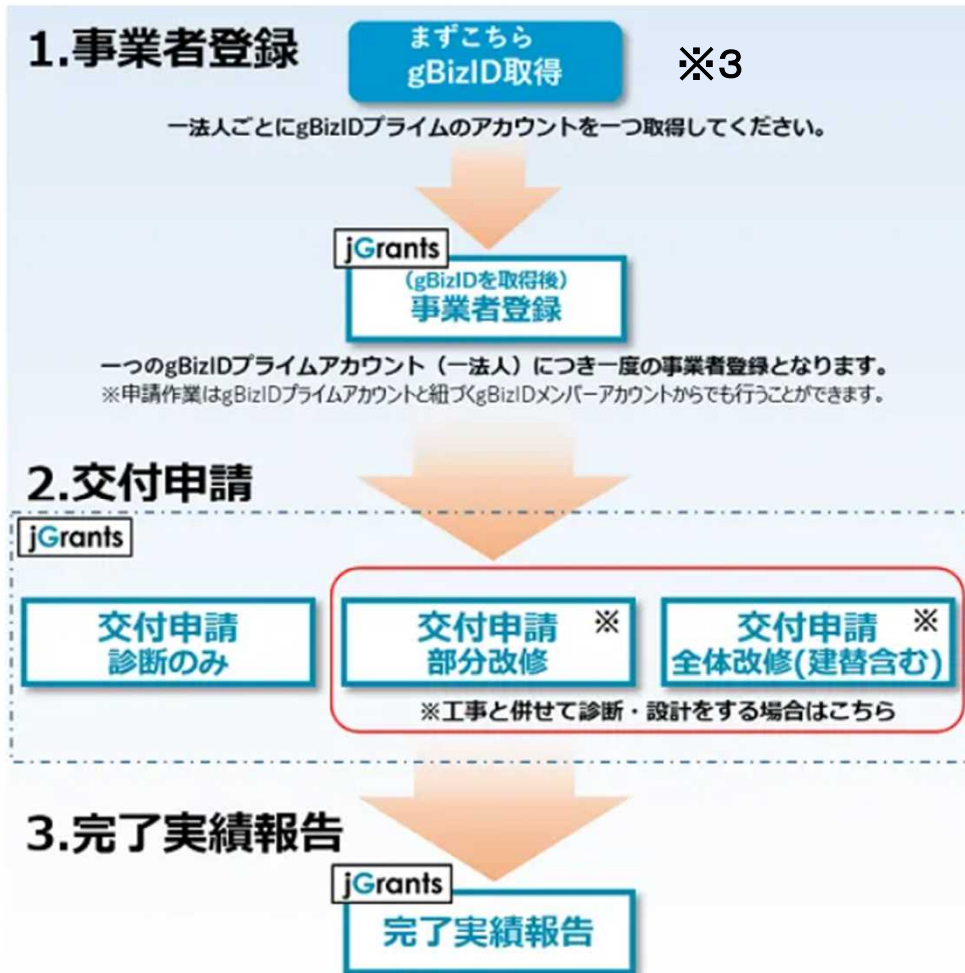 1.事業者登録
まずこちら
gBizID取得
※3
一法人ごとにgBizIDプライムのアカウントを一つ取得してください。
jGrants
(gBizIDを取得後)
事業者登録
一つのgBizIDプライムアカウント（一法人）につき一度の事業者登録となります。
※申請作業はgBizIDプライムアカウントと紐づくgBizIDメンバーアカウントからでも行うことができます。
2.交付申請
jGrants
交付申請
診断のみ
交付申請 ※
部分改修
交付申請 ※
全体改修(建替含む)
※工事と併せて診断・設計をする場合はこちら
3.完了実績報告
jGrants
完了実績報告